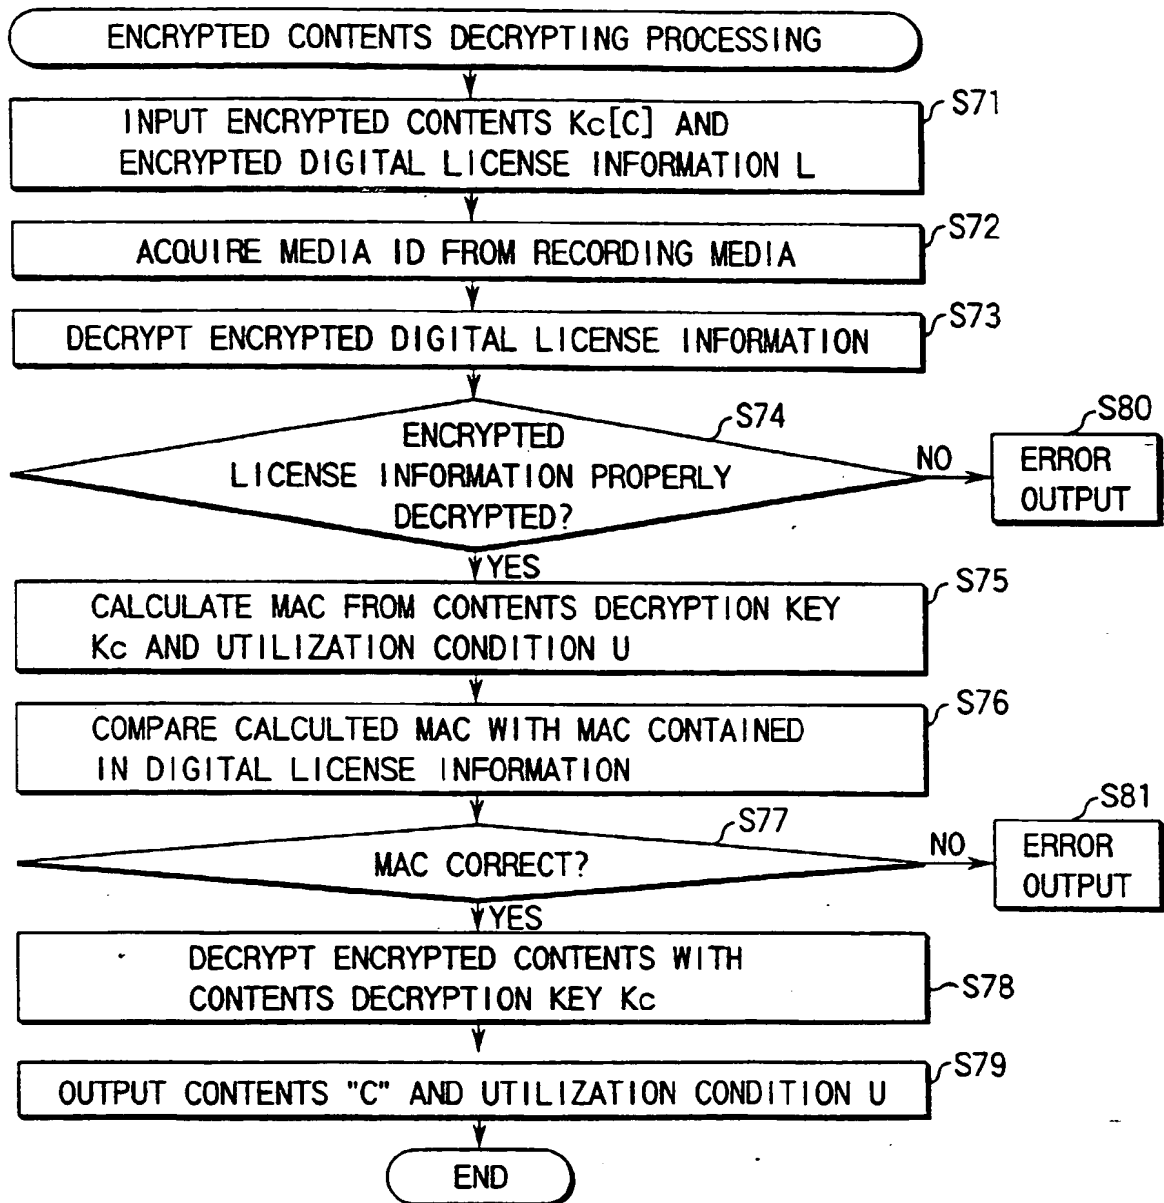 ENCRYPTED CONTENTS DECRYPTING PROCESSING
S71
INPUT ENCRYPTED CONTENTS Kc[C] AND
ENCRYPTED DIGITAL LICENSE INFORMATION L
S72
ACQUIRE MEDIA ID FROM RECORDING MEDIA
S73
DECRYPT ENCRYPTED DIGITAL LICENSE INFORMATION
S74
ENCRYPTED
LICENSE INFORMATION PROPERLY
DECRYPTED?
NO
S80
ERROR
OUTPUT
YES
S75
CALCULATE MAC FROM CONTENTS DECRYPTION KEY
Kc AND UTILIZATION CONDITION U
S76
COMPARE CALCULTED MAC WITH MAC CONTAINED
IN DIGITAL LICENSE INFORMATION
S77
MAC CORRECT?
NO
S81
ERROR
OUTPUT
YES
DECRYPT ENCRYPTED CONTENTS WITH
CONTENTS DECRYPTION KEY Kc
S78
S79
OUTPUT CONTENTS "C" AND UTILIZATION CONDITION U
END